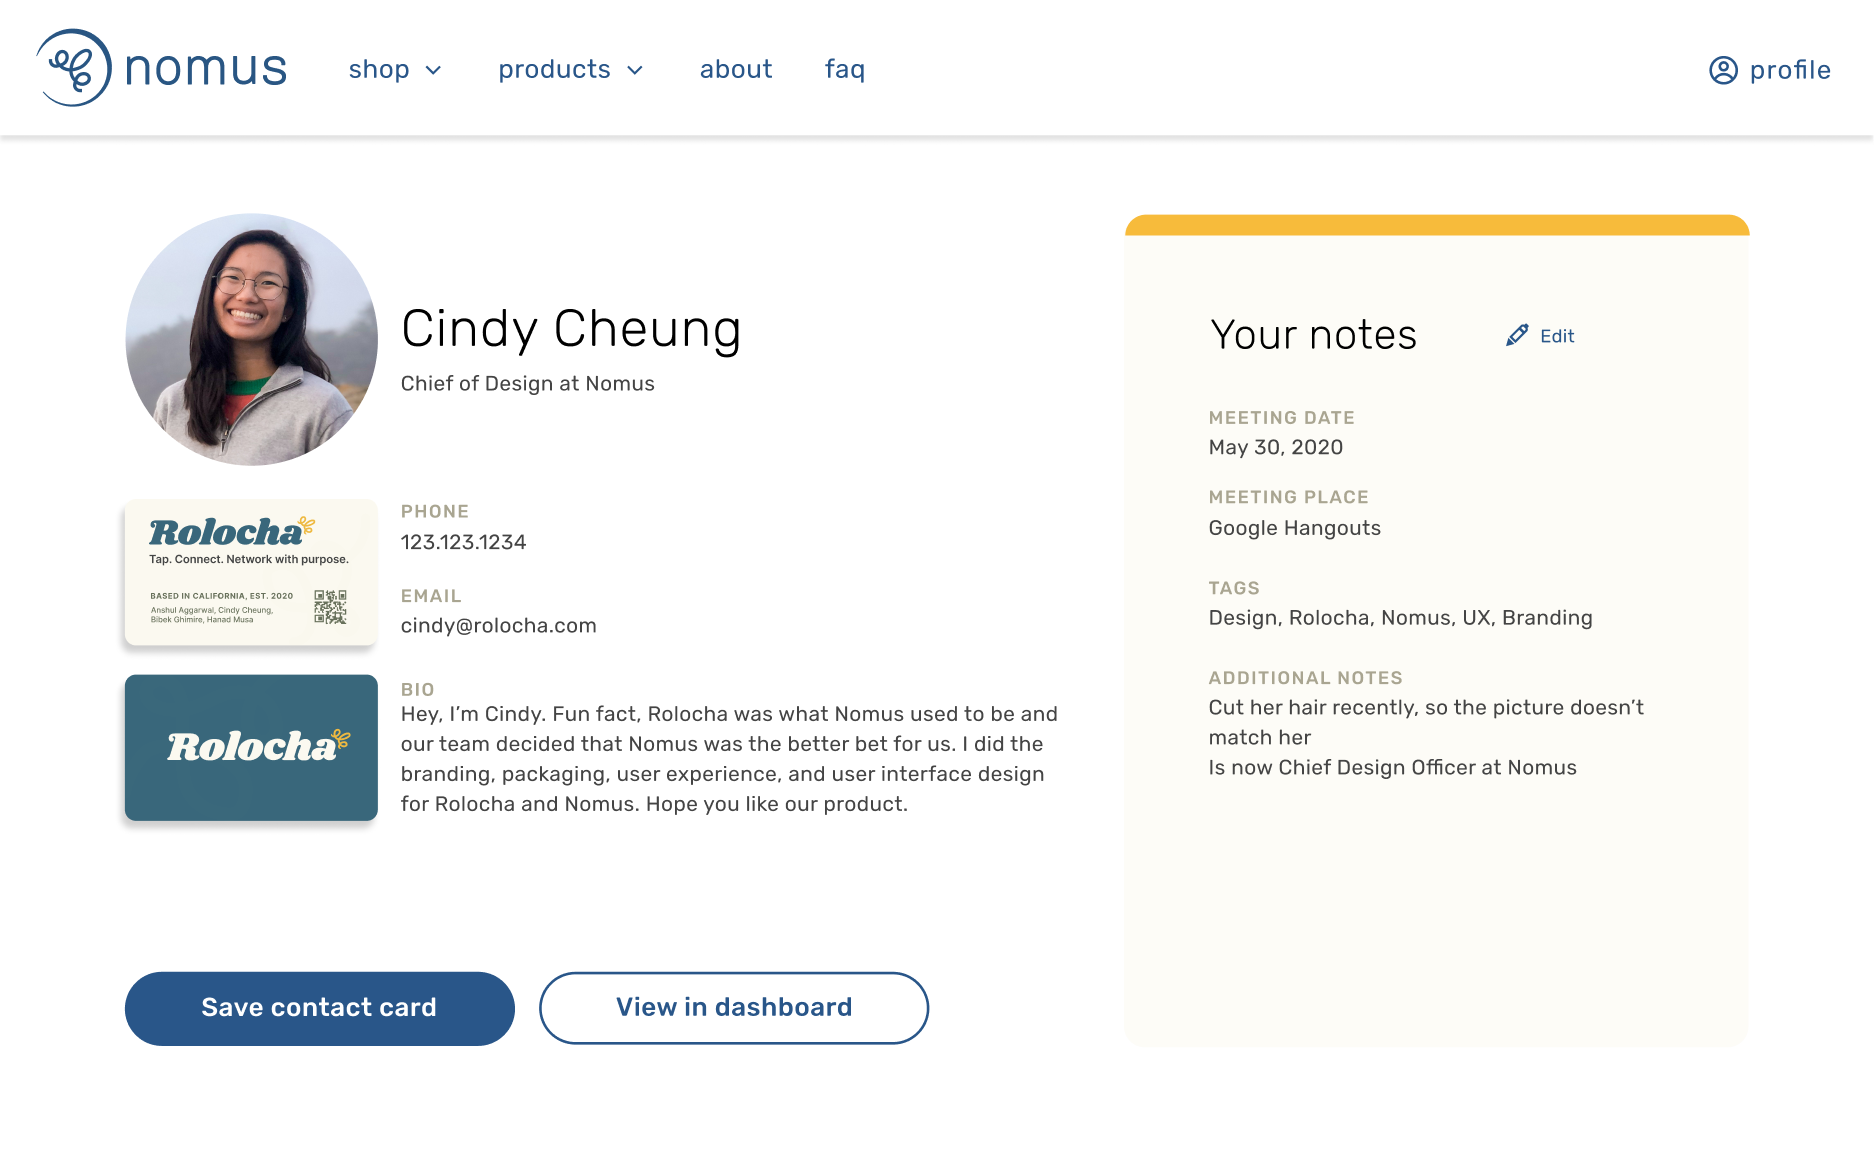 nomus
shop
products
about
faq
profile
Cindy Cheung
Chief of Design at Nomus
Rolocha
Tap. Connect. Network with purpose.
BASED IN CALIFORNIA, EST. 2020
Anshul Aggarwal, Cindy Cheung,
Bibek Ghimire, Hanad Musa
Rolocha
PHONE
123.123.1234
EMAIL
cindy@rolocha.com
BIO
Hey, I’m Cindy. Fun fact, Rolocha was what Nomus used to be and
our team decided that Nomus was the better bet for us. I did the
branding, packaging, user experience, and user interface design
for Rolocha and Nomus. Hope you like our product.
Save contact card
View in dashboard
Your notes
Edit
MEETING DATE
May 30, 2020
MEETING PLACE
Google Hangouts
TAGS
Design, Rolocha, Nomus, UX, Branding
ADDITIONAL NOTES
Cut her hair recently, so the picture doesn’t
match her
Is now Chief Design Officer at Nomus